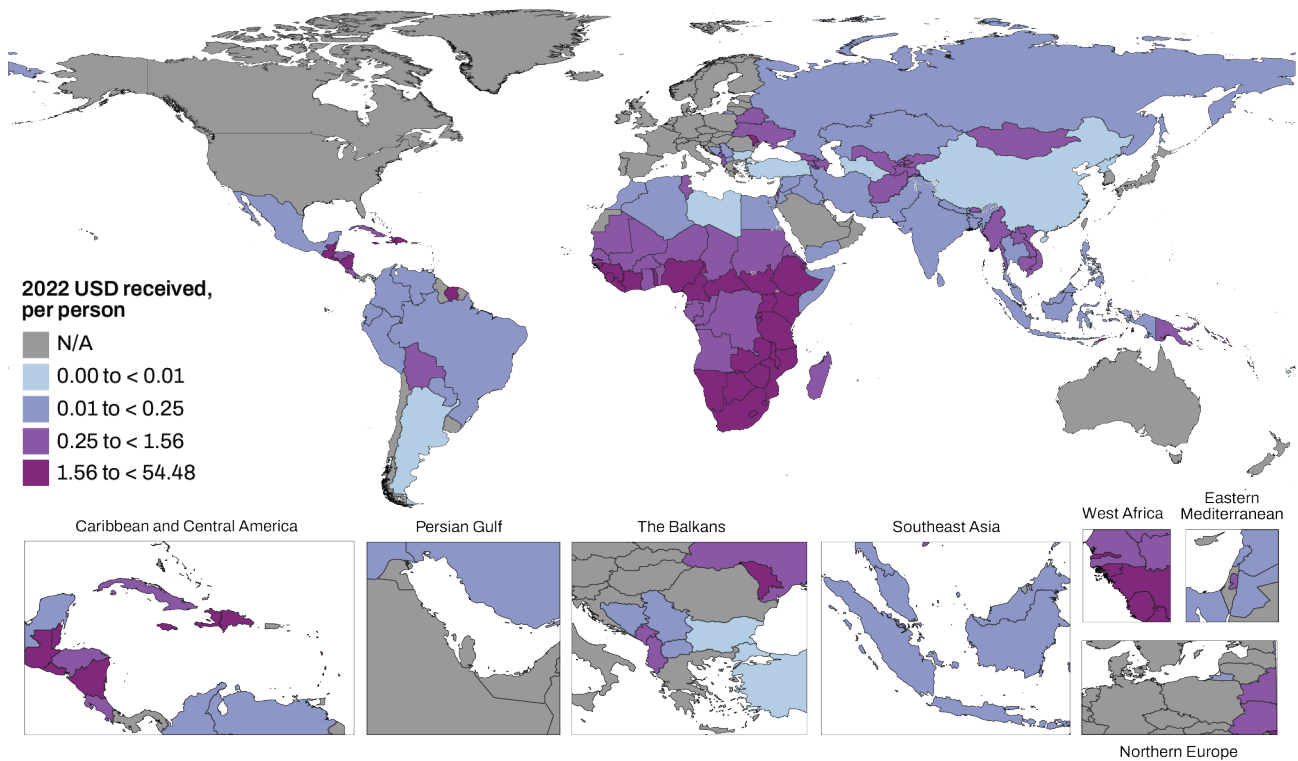 2022 USD received,
per person
N/A
0.00 to < 0.01
0.01 to < 0.25
0.25 to < 1.56
1.56 to < 54.48
Caribbean and Central America
Persian Gulf
The Balkans
Southeast Asia
West Africa
Eastern
Mediterranean
Northern Europe